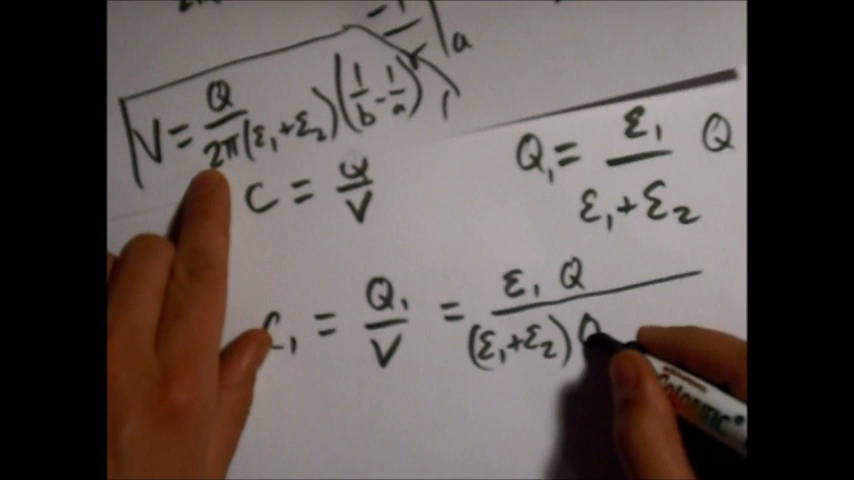 V = Q / 2π(ε₁+ε₂) (1/b - 1/a)
Q₁ = ε₁ / ε₁+ε₂ Q
C = Q / V
C₁ = Q₁ / V = ε₁ Q / (ε₁+ε₂) Q